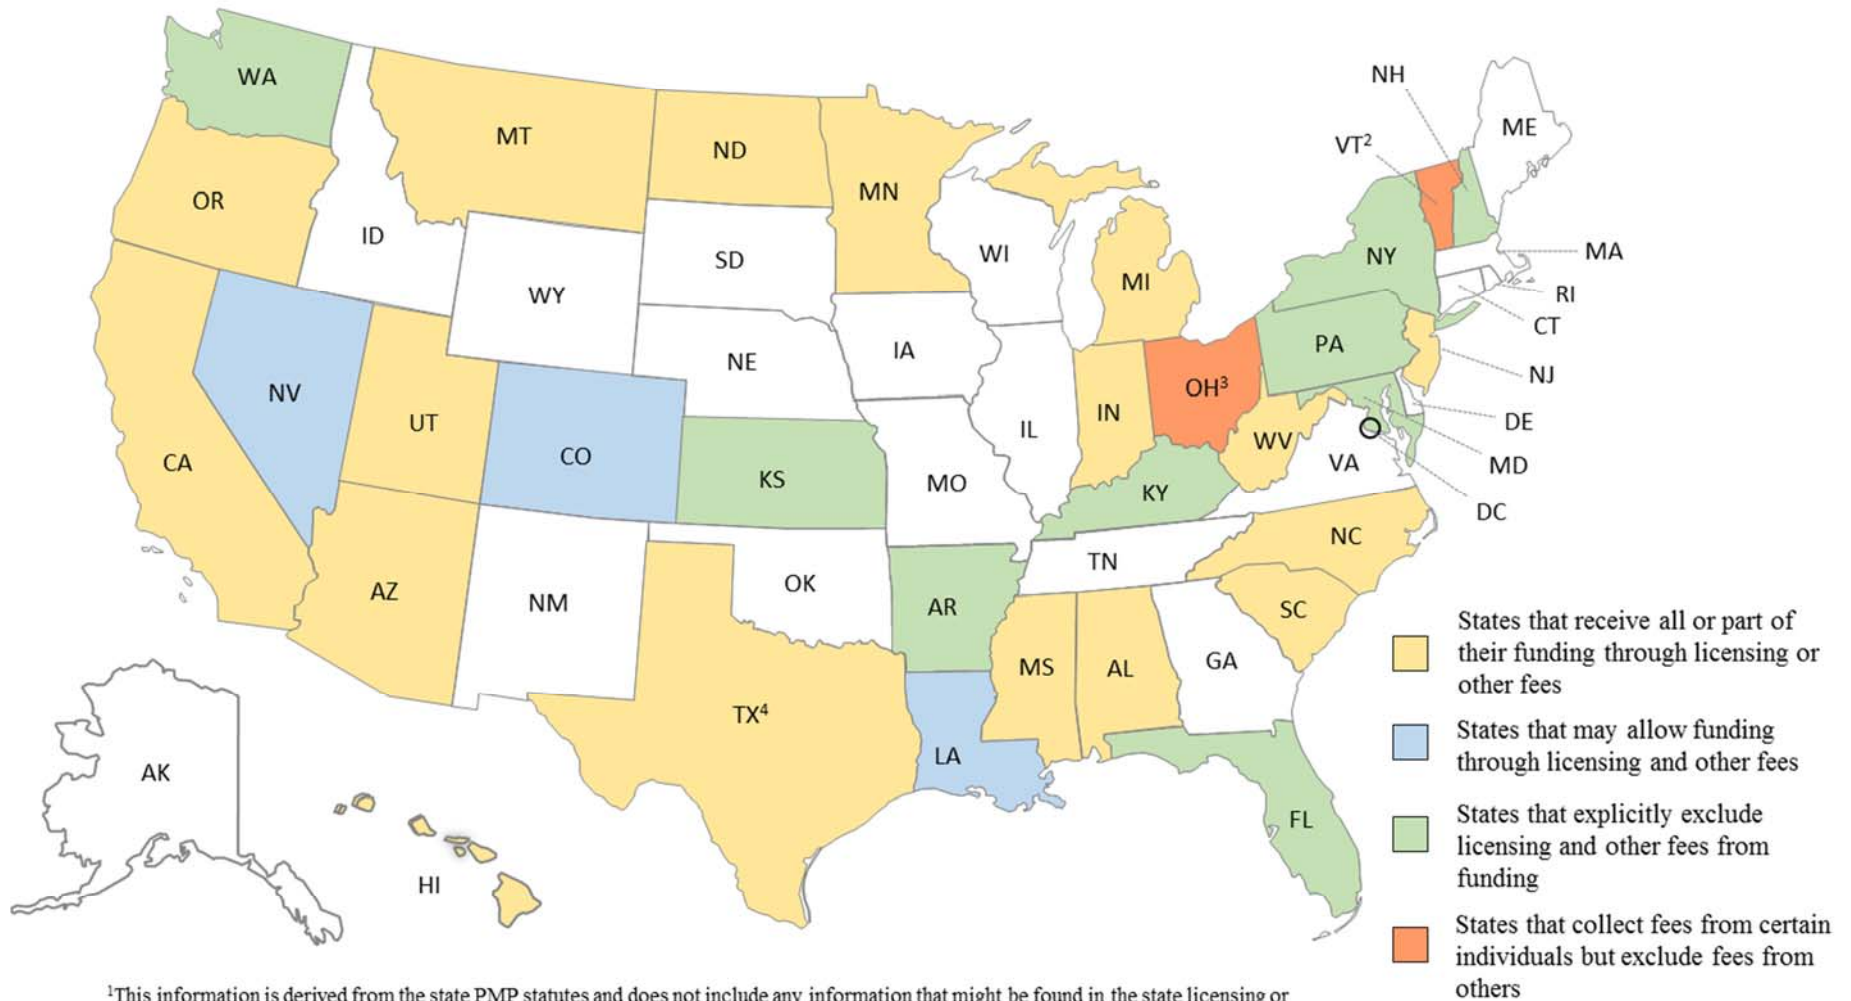 WA
MT
ND
MN
OR
ID
WY
SD
WI
MI
NH
VT²
ME
NY
MA
RI
CT
NJ
DE
MD
DC
PA
NE
IA
NV
UT
CO
CA
KS
MO
IL
IN
OH³
WV
VA
KY
NC
TN
SC
AZ
NM
OK
AR
MS
AL
GA
TX⁴
LA
FL
AK
HI
States that receive all or part of
their funding through licensing or
other fees
States that may allow funding
through licensing and other fees
States that explicitly exclude
licensing and other fees from
funding
States that collect fees from certain
individuals but exclude fees from
others
¹This information is derived from the state PMP statutes and does not include any information that might be found in the state licensing or